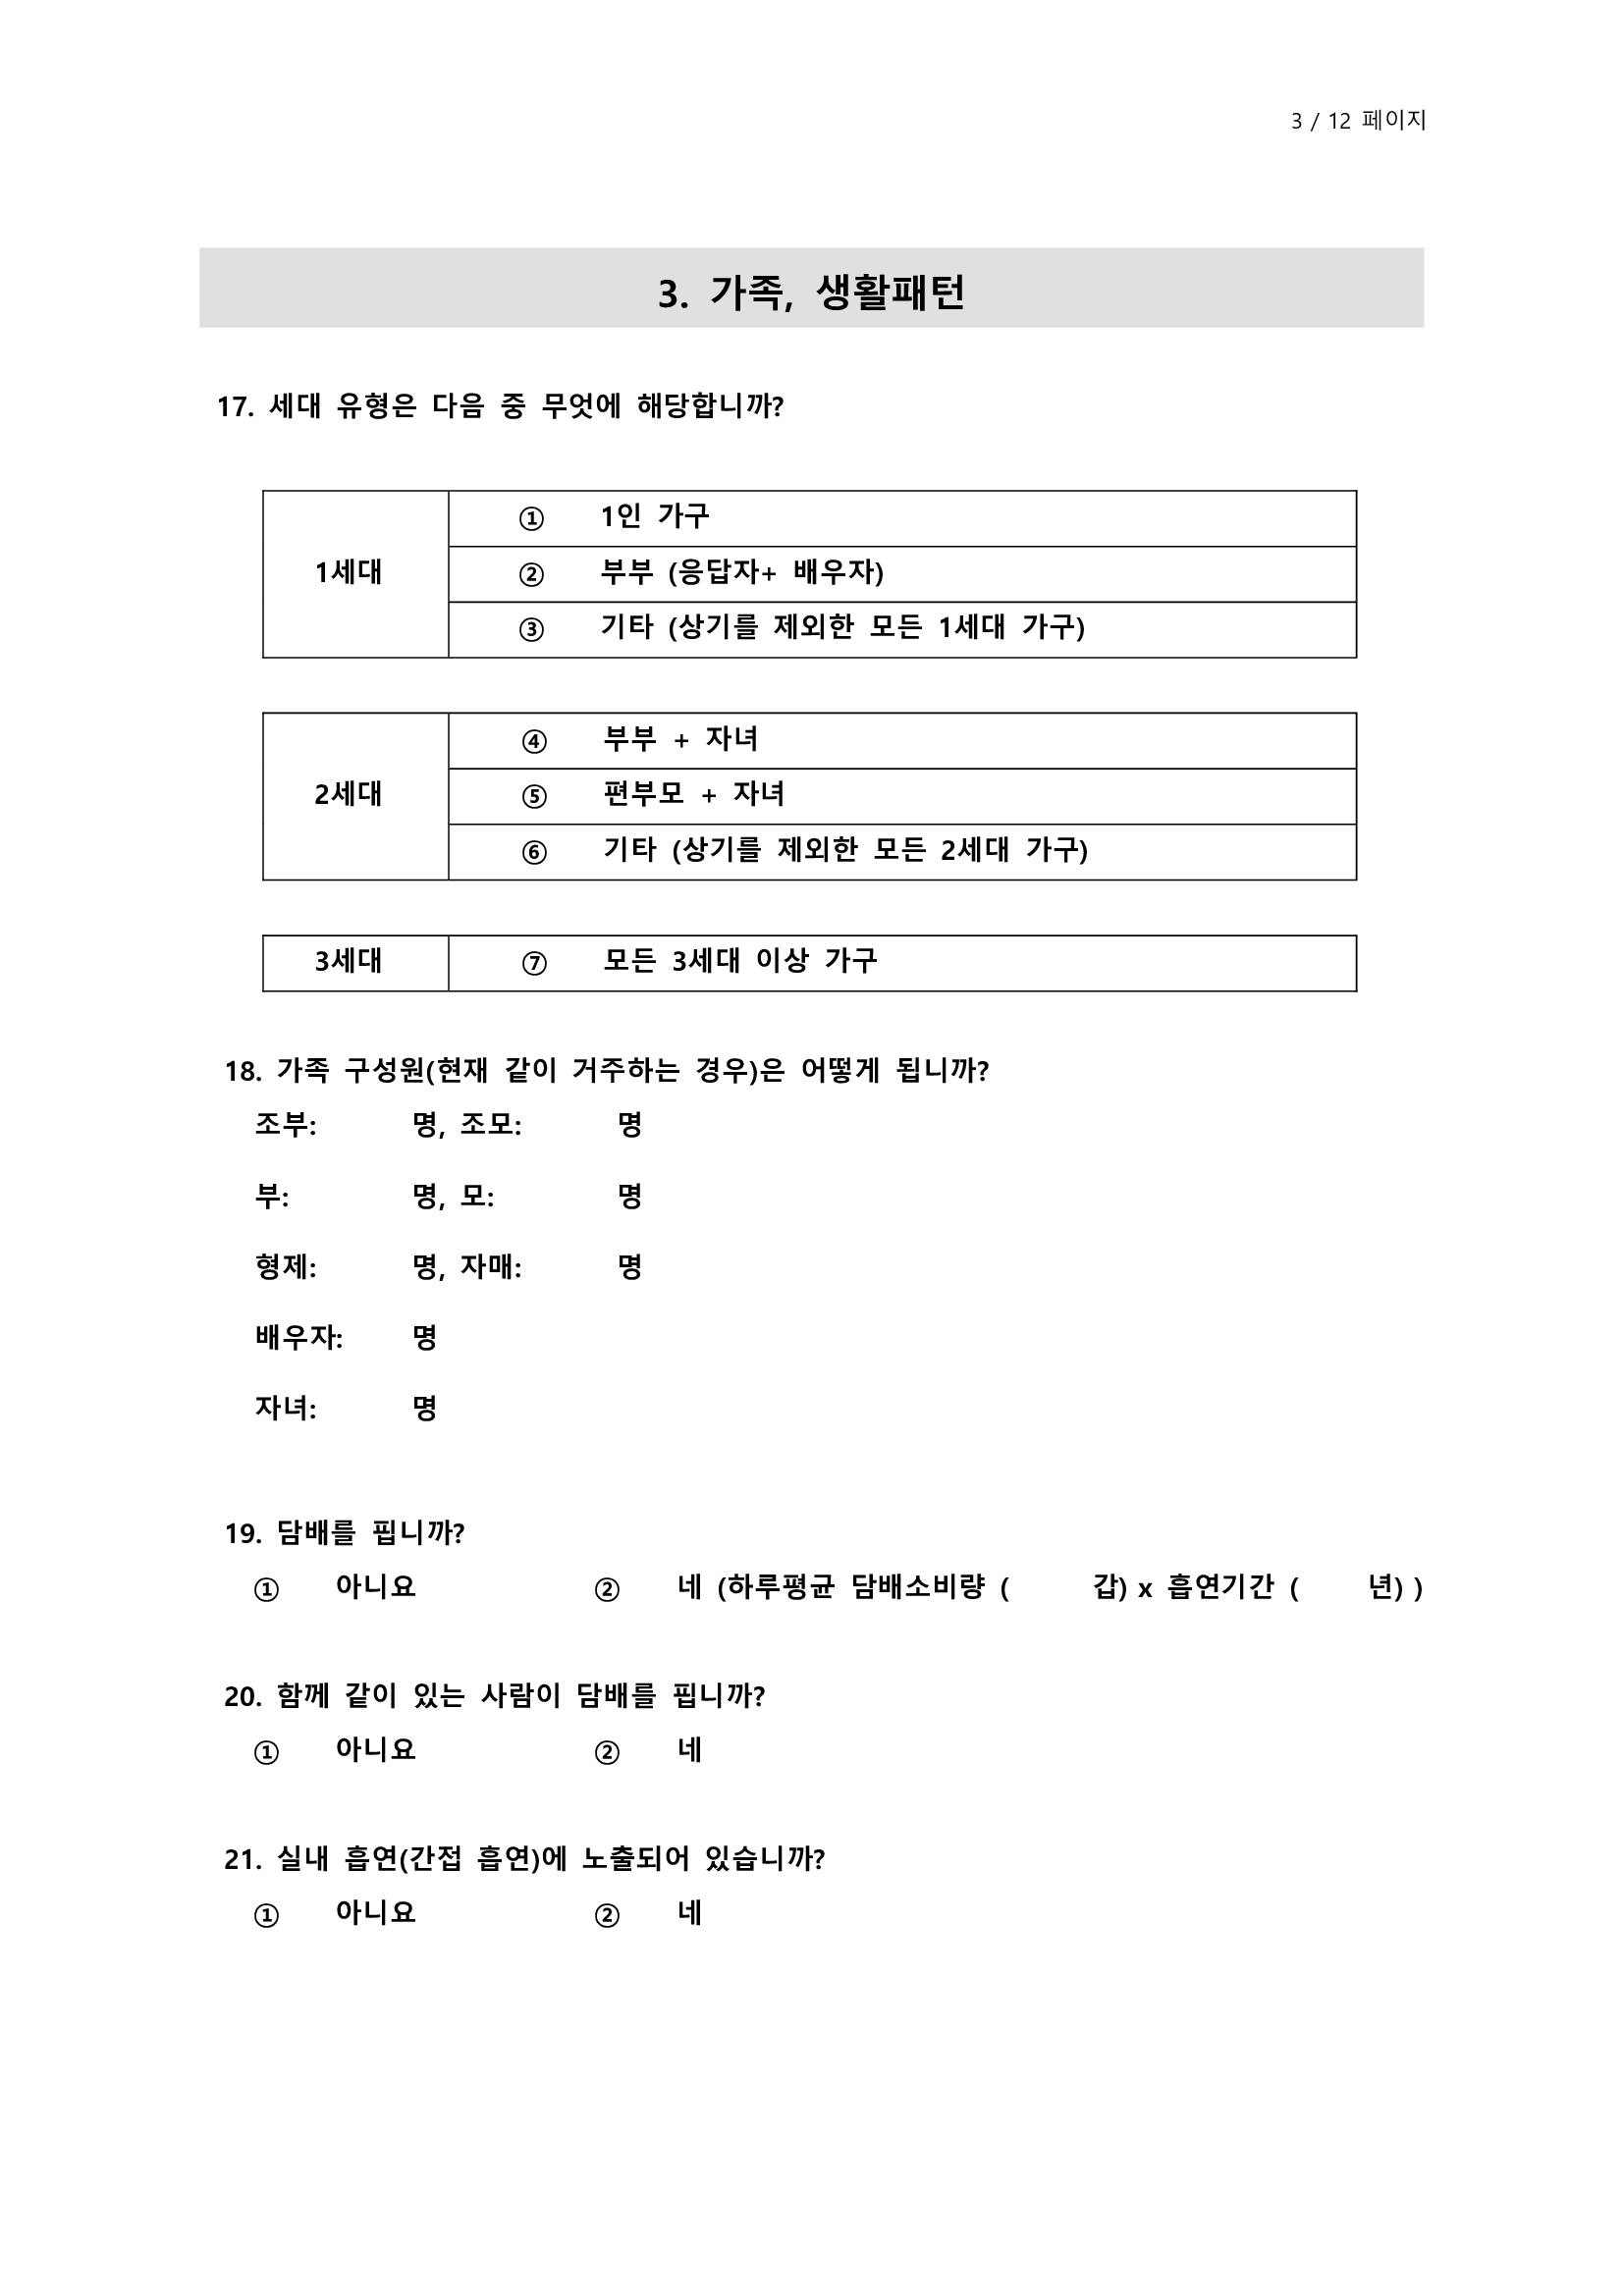 3 / 12 페이지
3. 가족, 생활패턴
17. 세대 유형은 다음 중 무엇에 해당합니까?
1세대
① 1인 가구
② 부부 (응답자+ 배우자)
③ 기타 (상기를 제외한 모든 1세대 가구)
2세대
④ 부부 + 자녀
⑤ 편부모 + 자녀
⑥ 기타 (상기를 제외한 모든 2세대 가구)
3세대
⑦ 모든 3세대 이상 가구
18. 가족 구성원(현재 같이 거주하는 경우)은 어떻게 됩니까?
조부: 명, 조모: 명
부: 명, 모: 명
형제: 명, 자매: 명
배우자: 명
자녀: 명
19. 담배를 핍니까?
① 아니요 ② 네 (하루평균 담배소비량 ( 갑) x 흡연기간 ( 년) )
20. 함께 같이 있는 사람이 담배를 핍니까?
① 아니요 ② 네
21. 실내 흡연(간접 흡연)에 노출되어 있습니까?
① 아니요 ② 네